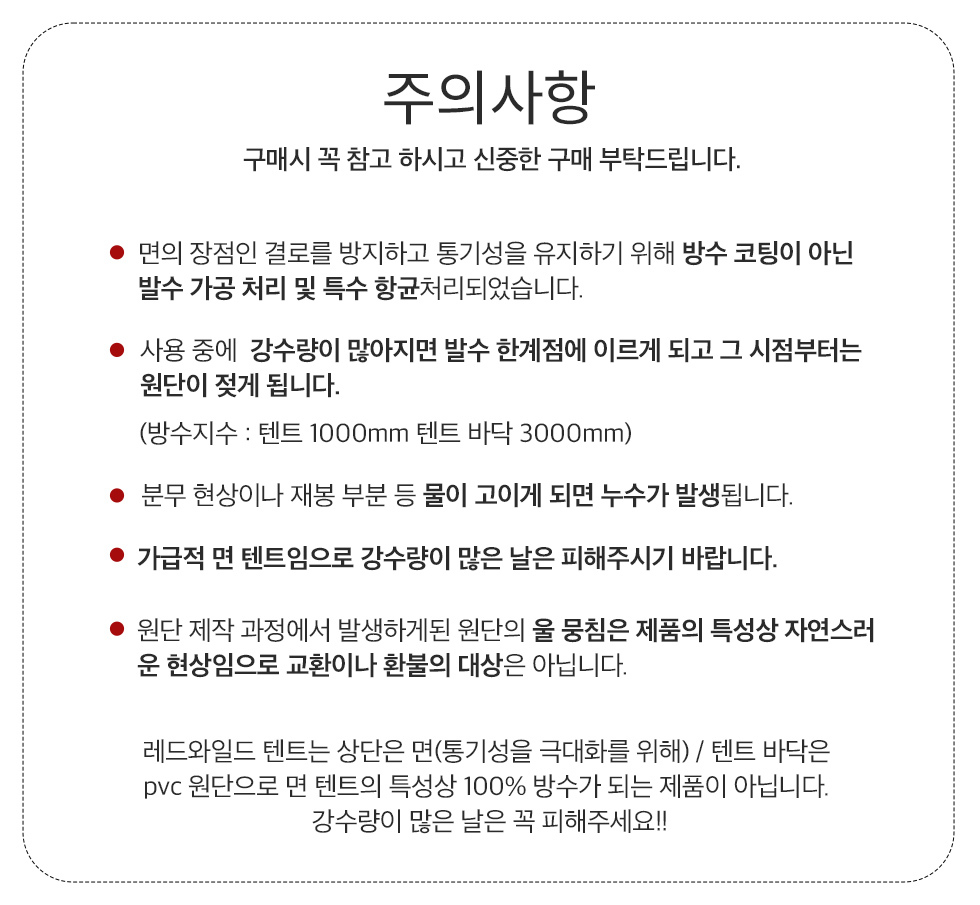 주의사항
구매시 꼭 참고 하시고 신중한 구매 부탁드립니다.
● 면의 장점인 결로를 방지하고 통기성을 유지하기 위해 방수 코팅이 아닌
발수 가공 처리 및 특수 항균처리되었습니다.
● 사용 중에 강수량이 많아지면 발수 한계점에 이르게 되고 그 시점부터는
원단이 젖게 됩니다.
(방수지수 : 텐트 1000mm 텐트 바닥 3000mm)
● 분무 현상이나 재봉 부분 등 물이 고이게 되면 누수가 발생됩니다.
● 가급적 면 텐트임으로 강수량이 많은 날은 피해주시기 바랍니다.
● 원단 제작 과정에서 발생하게된 원단의 울 뭉침은 제품의 특성상 자연스러
운 현상임으로 교환이나 환불의 대상은 아닙니다.
레드와일드 텐트는 상단은 면(통기성을 극대화를 위해) / 텐트 바닥은
pvc 원단으로 면 텐트의 특성상 100% 방수가 되는 제품이 아닙니다.
강수량이 많은 날은 꼭 피해주세요!!